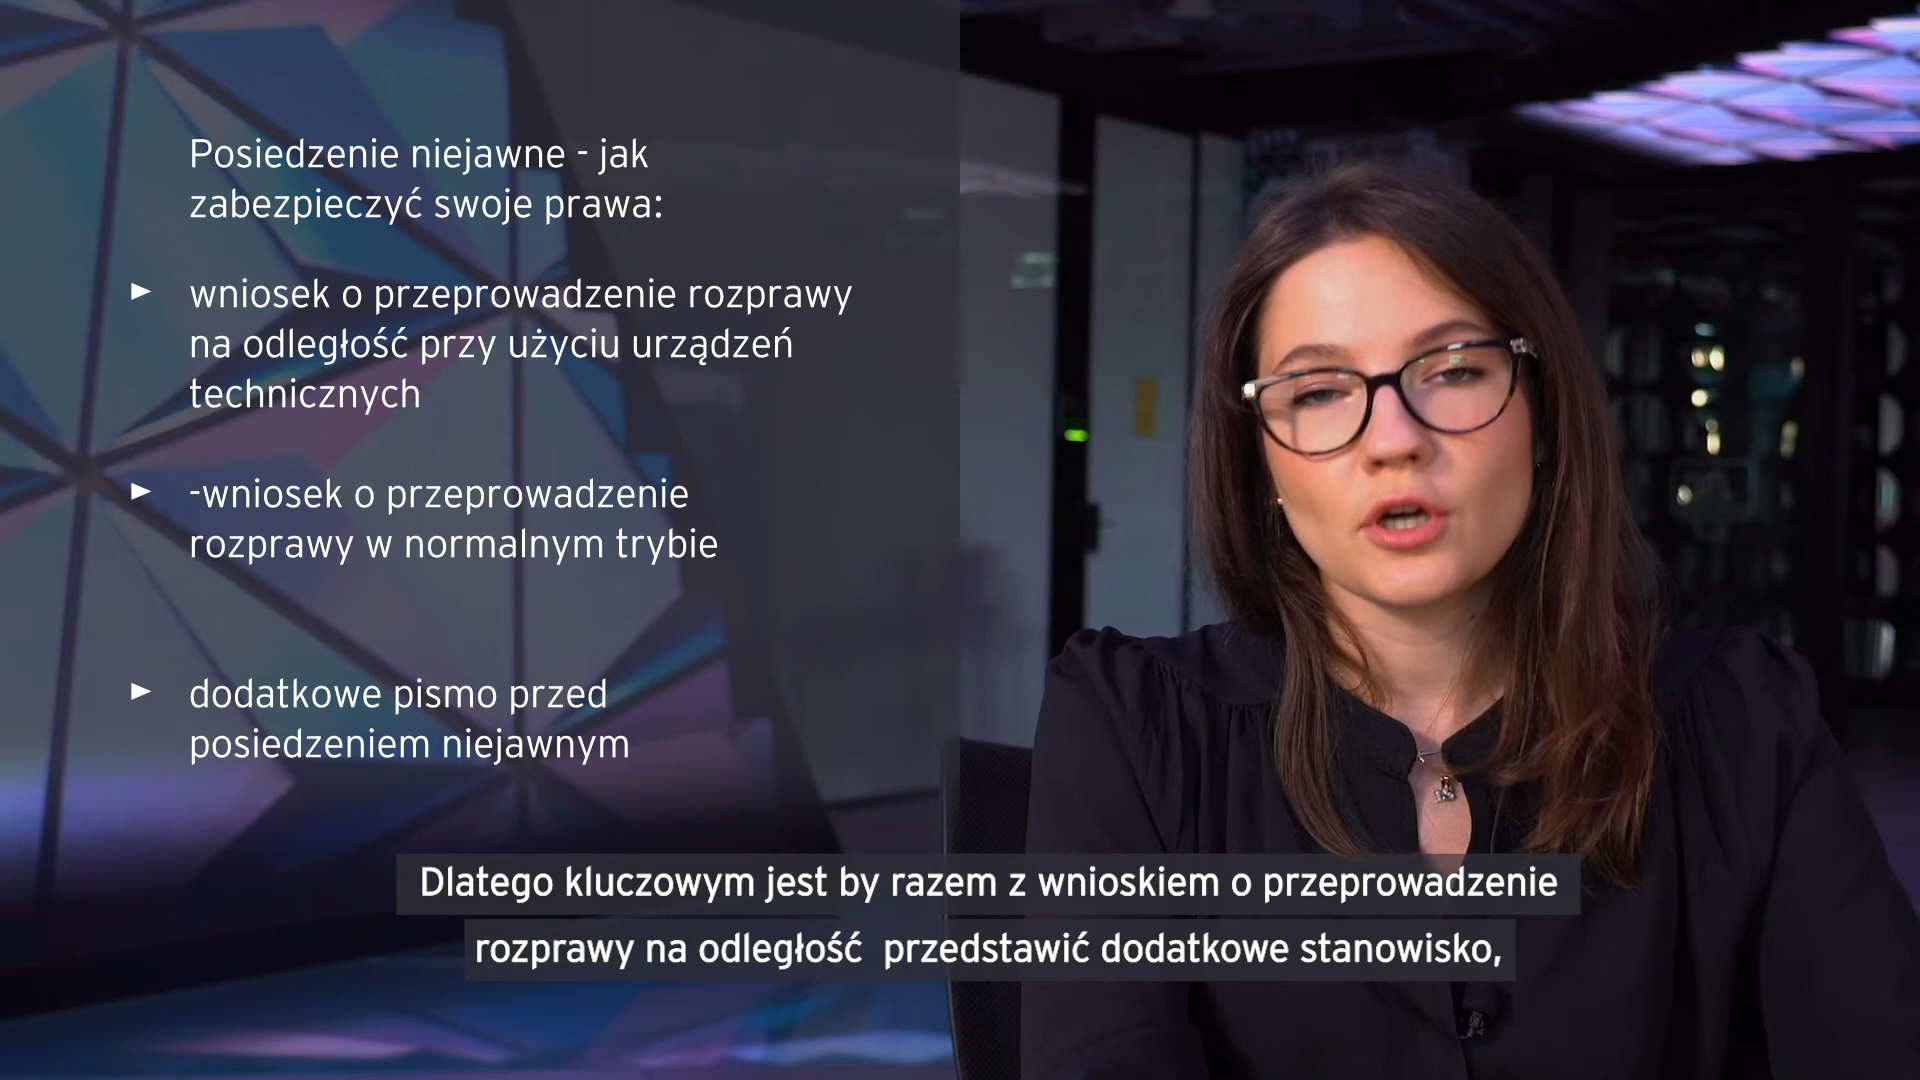 Posiedzenie niejawne - jak
zabezpieczyć swoje prawa:
► wniosek o przeprowadzenie rozprawy
na odległość przy użyciu urządzeń
technicznych
► -wniosek o przeprowadzenie
rozprawy w normalnym trybie
► dodatkowe pismo przed
posiedzeniem niejawnym
Dlatego kluczowym jest by razem z wnioskiem o przeprowadzenie
rozprawy na odległość przedstawić dodatkowe stanowisko,